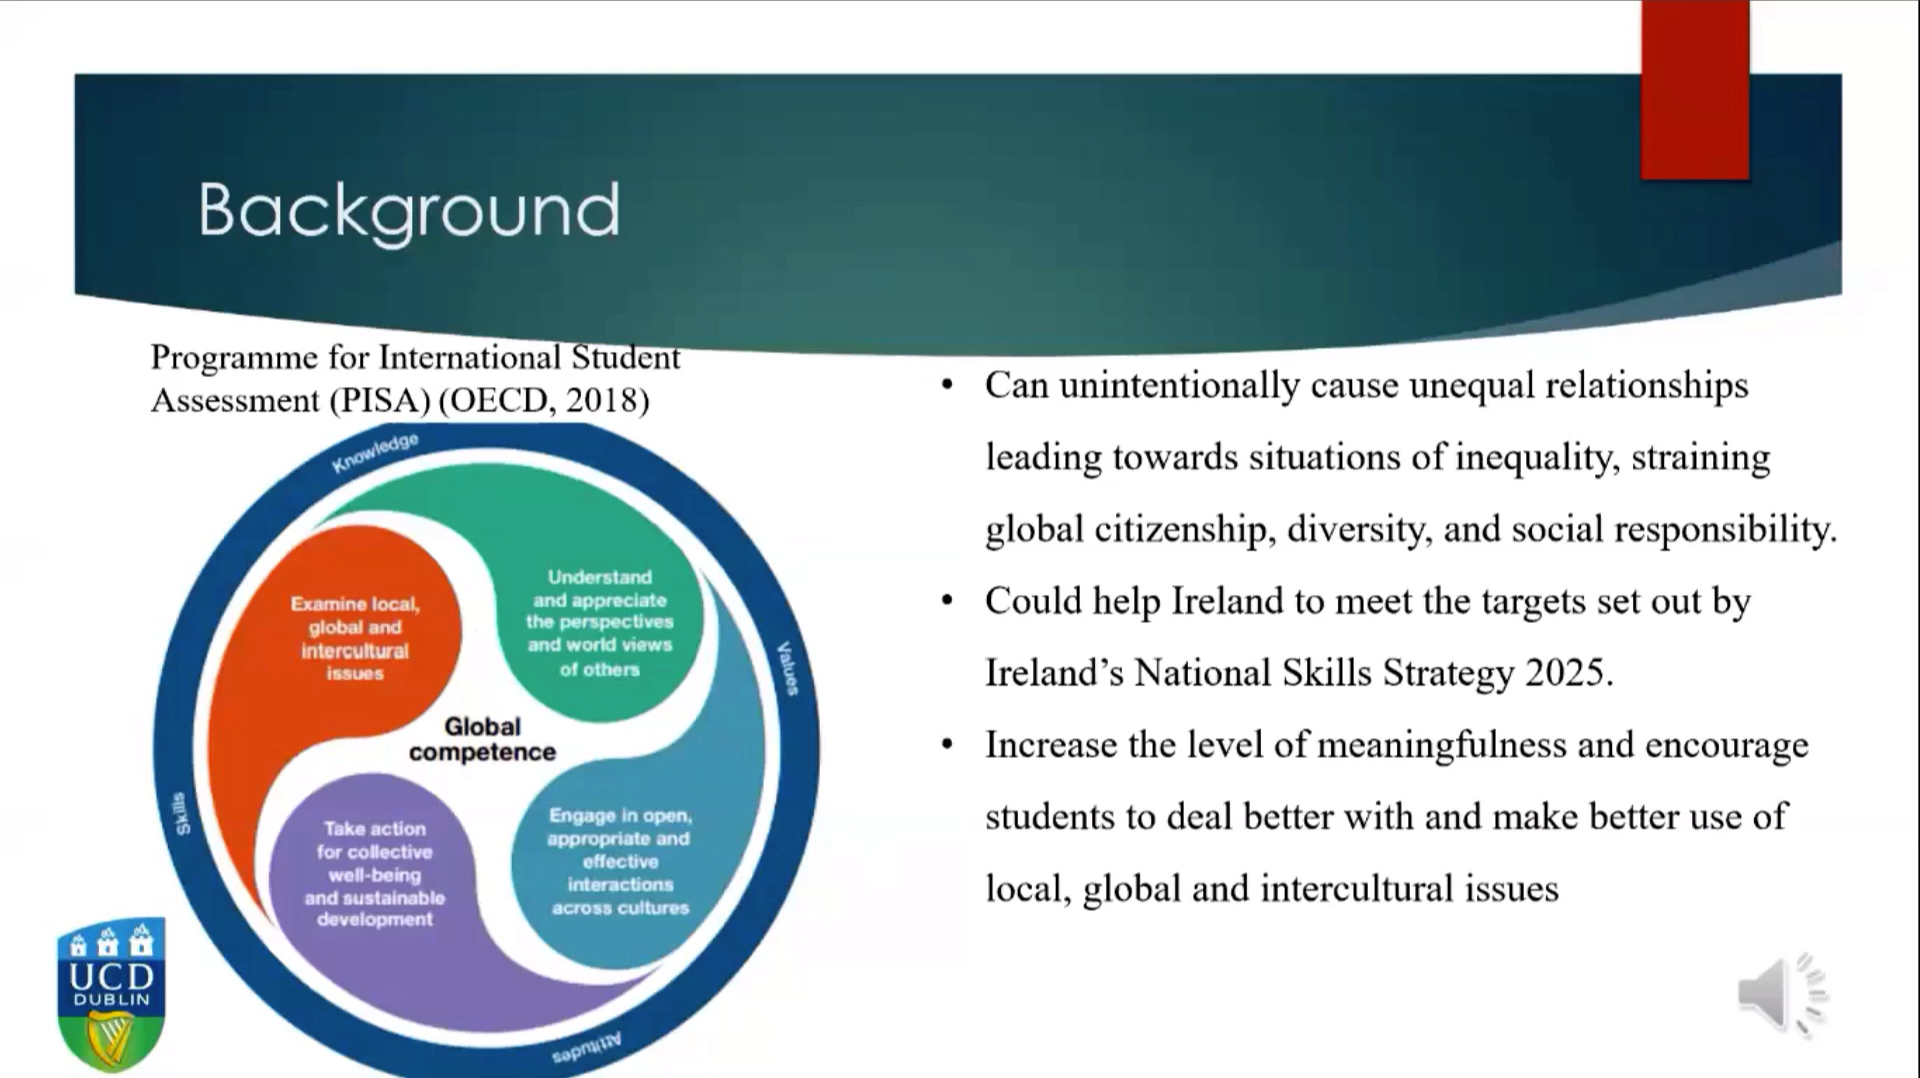 Background
Programme for International Student
Assessment (PISA) (OECD, 2018)
Knowledge
Values
Skills
Attitudes
Examine local,
global and
intercultural
issues
Understand
and appreciate
the perspectives
and world views
of others
Global
competence
Take action
for collective
well-being
and sustainable
development
Engage in open,
appropriate and
effective
interactions
across cultures
• Can unintentionally cause unequal relationships
leading towards situations of inequality, straining
global citizenship, diversity, and social responsibility.
• Could help Ireland to meet the targets set out by
Ireland’s National Skills Strategy 2025.
• Increase the level of meaningfulness and encourage
students to deal better with and make better use of
local, global and intercultural issues
UCD
DUBLIN